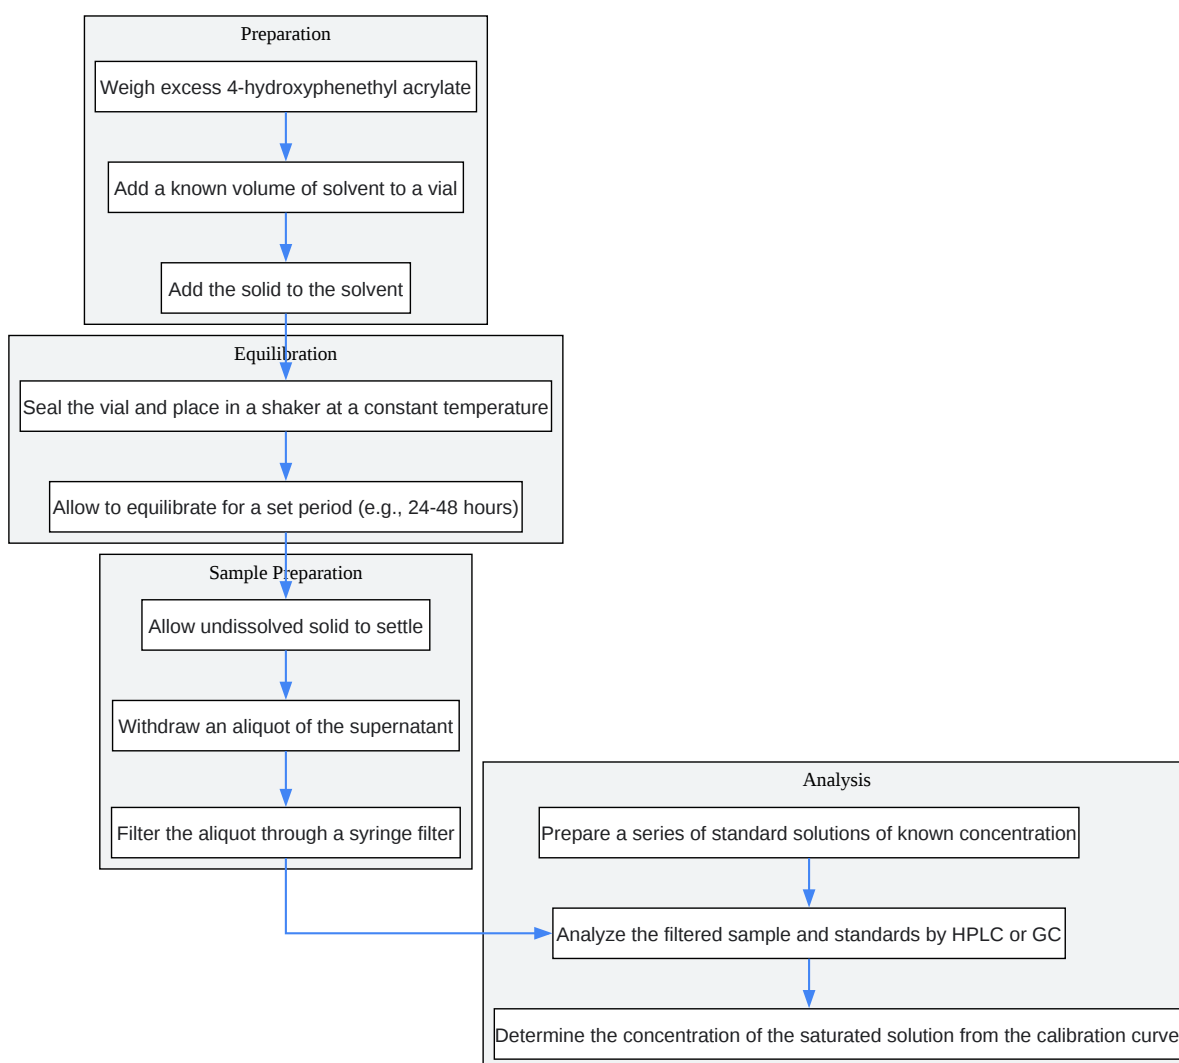 Preparation
Weigh excess 4-hydroxyphenethyl acrylate
Add a known volume of solvent to a vial
Add the solid to the solvent
Equilibration
Seal the vial and place in a shaker at a constant temperature
Allow to equilibrate for a set period (e.g., 24-48 hours)
Sample Preparation
Allow undissolved solid to settle
Withdraw an aliquot of the supernatant
Filter the aliquot through a syringe filter
Analysis
Prepare a series of standard solutions of known concentration
Analyze the filtered sample and standards by HPLC or GC
Determine the concentration of the saturated solution from the calibration curve